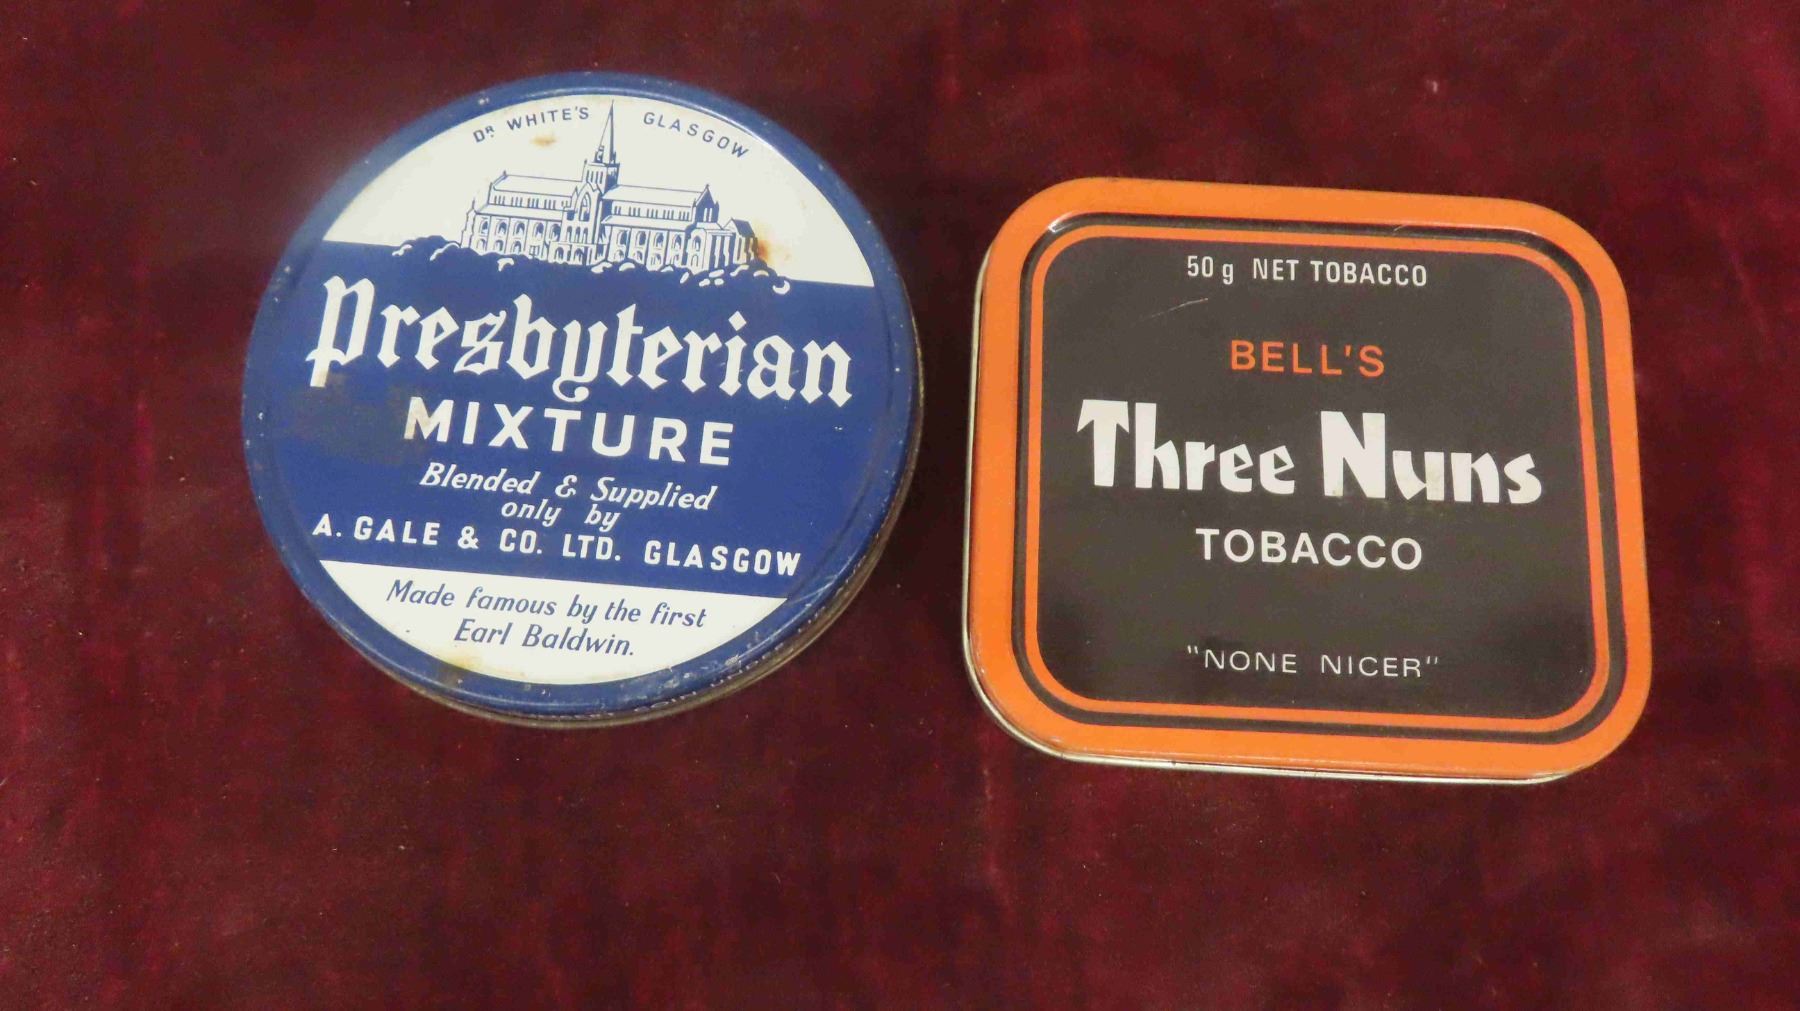 DR WHITE'S GLASGOW
Presbyterian
MIXTURE
Blended & Supplied
only by
A. GALE & CO. LTD. GLASGOW
Made famous by the first
Earl Baldwin.
50 g NET TOBACCO
BELL'S
Three Nuns
TOBACCO
"NONE NICER"